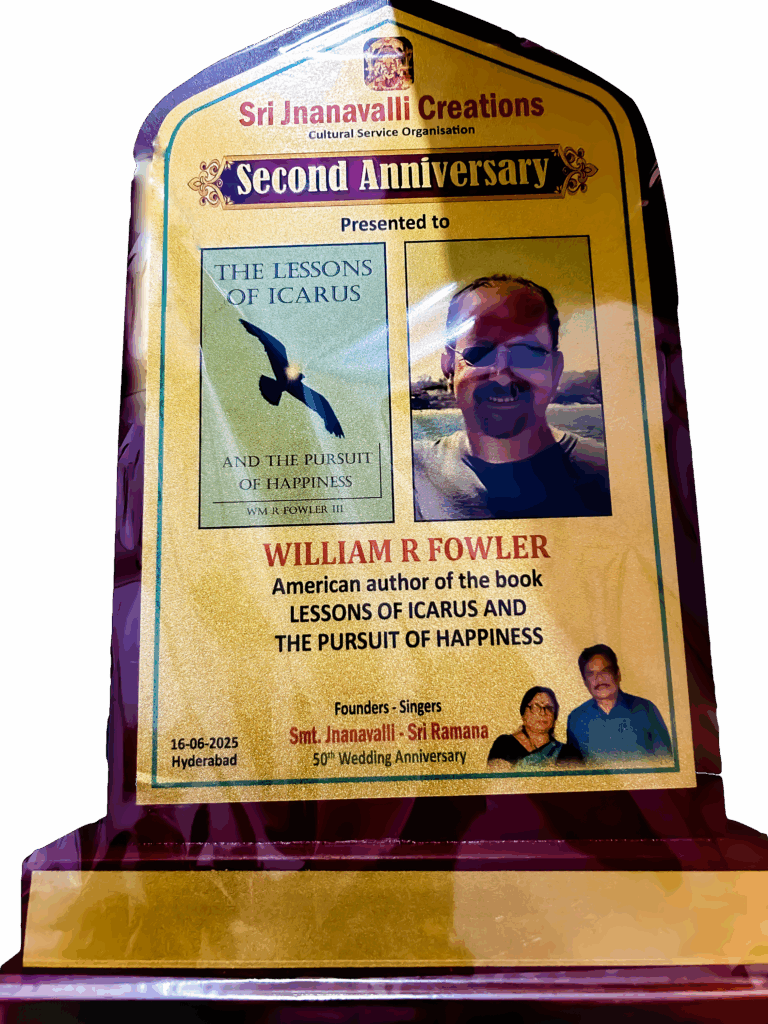 Sri Jnanavalli Creations
Cultural Service Organisation
Second Anniversary
Presented to
THE LESSONS
OF ICARUS
AND THE PURSUIT
OF HAPPINESS
WM R FOWLER III
WILLIAM R FOWLER
American author of the book
LESSONS OF ICARUS AND
THE PURSUIT OF HAPPINESS
Founders - Singers
Smt. Jnanavalli - Sri Ramana
50th Wedding Anniversary
16-06-2025
Hyderabad